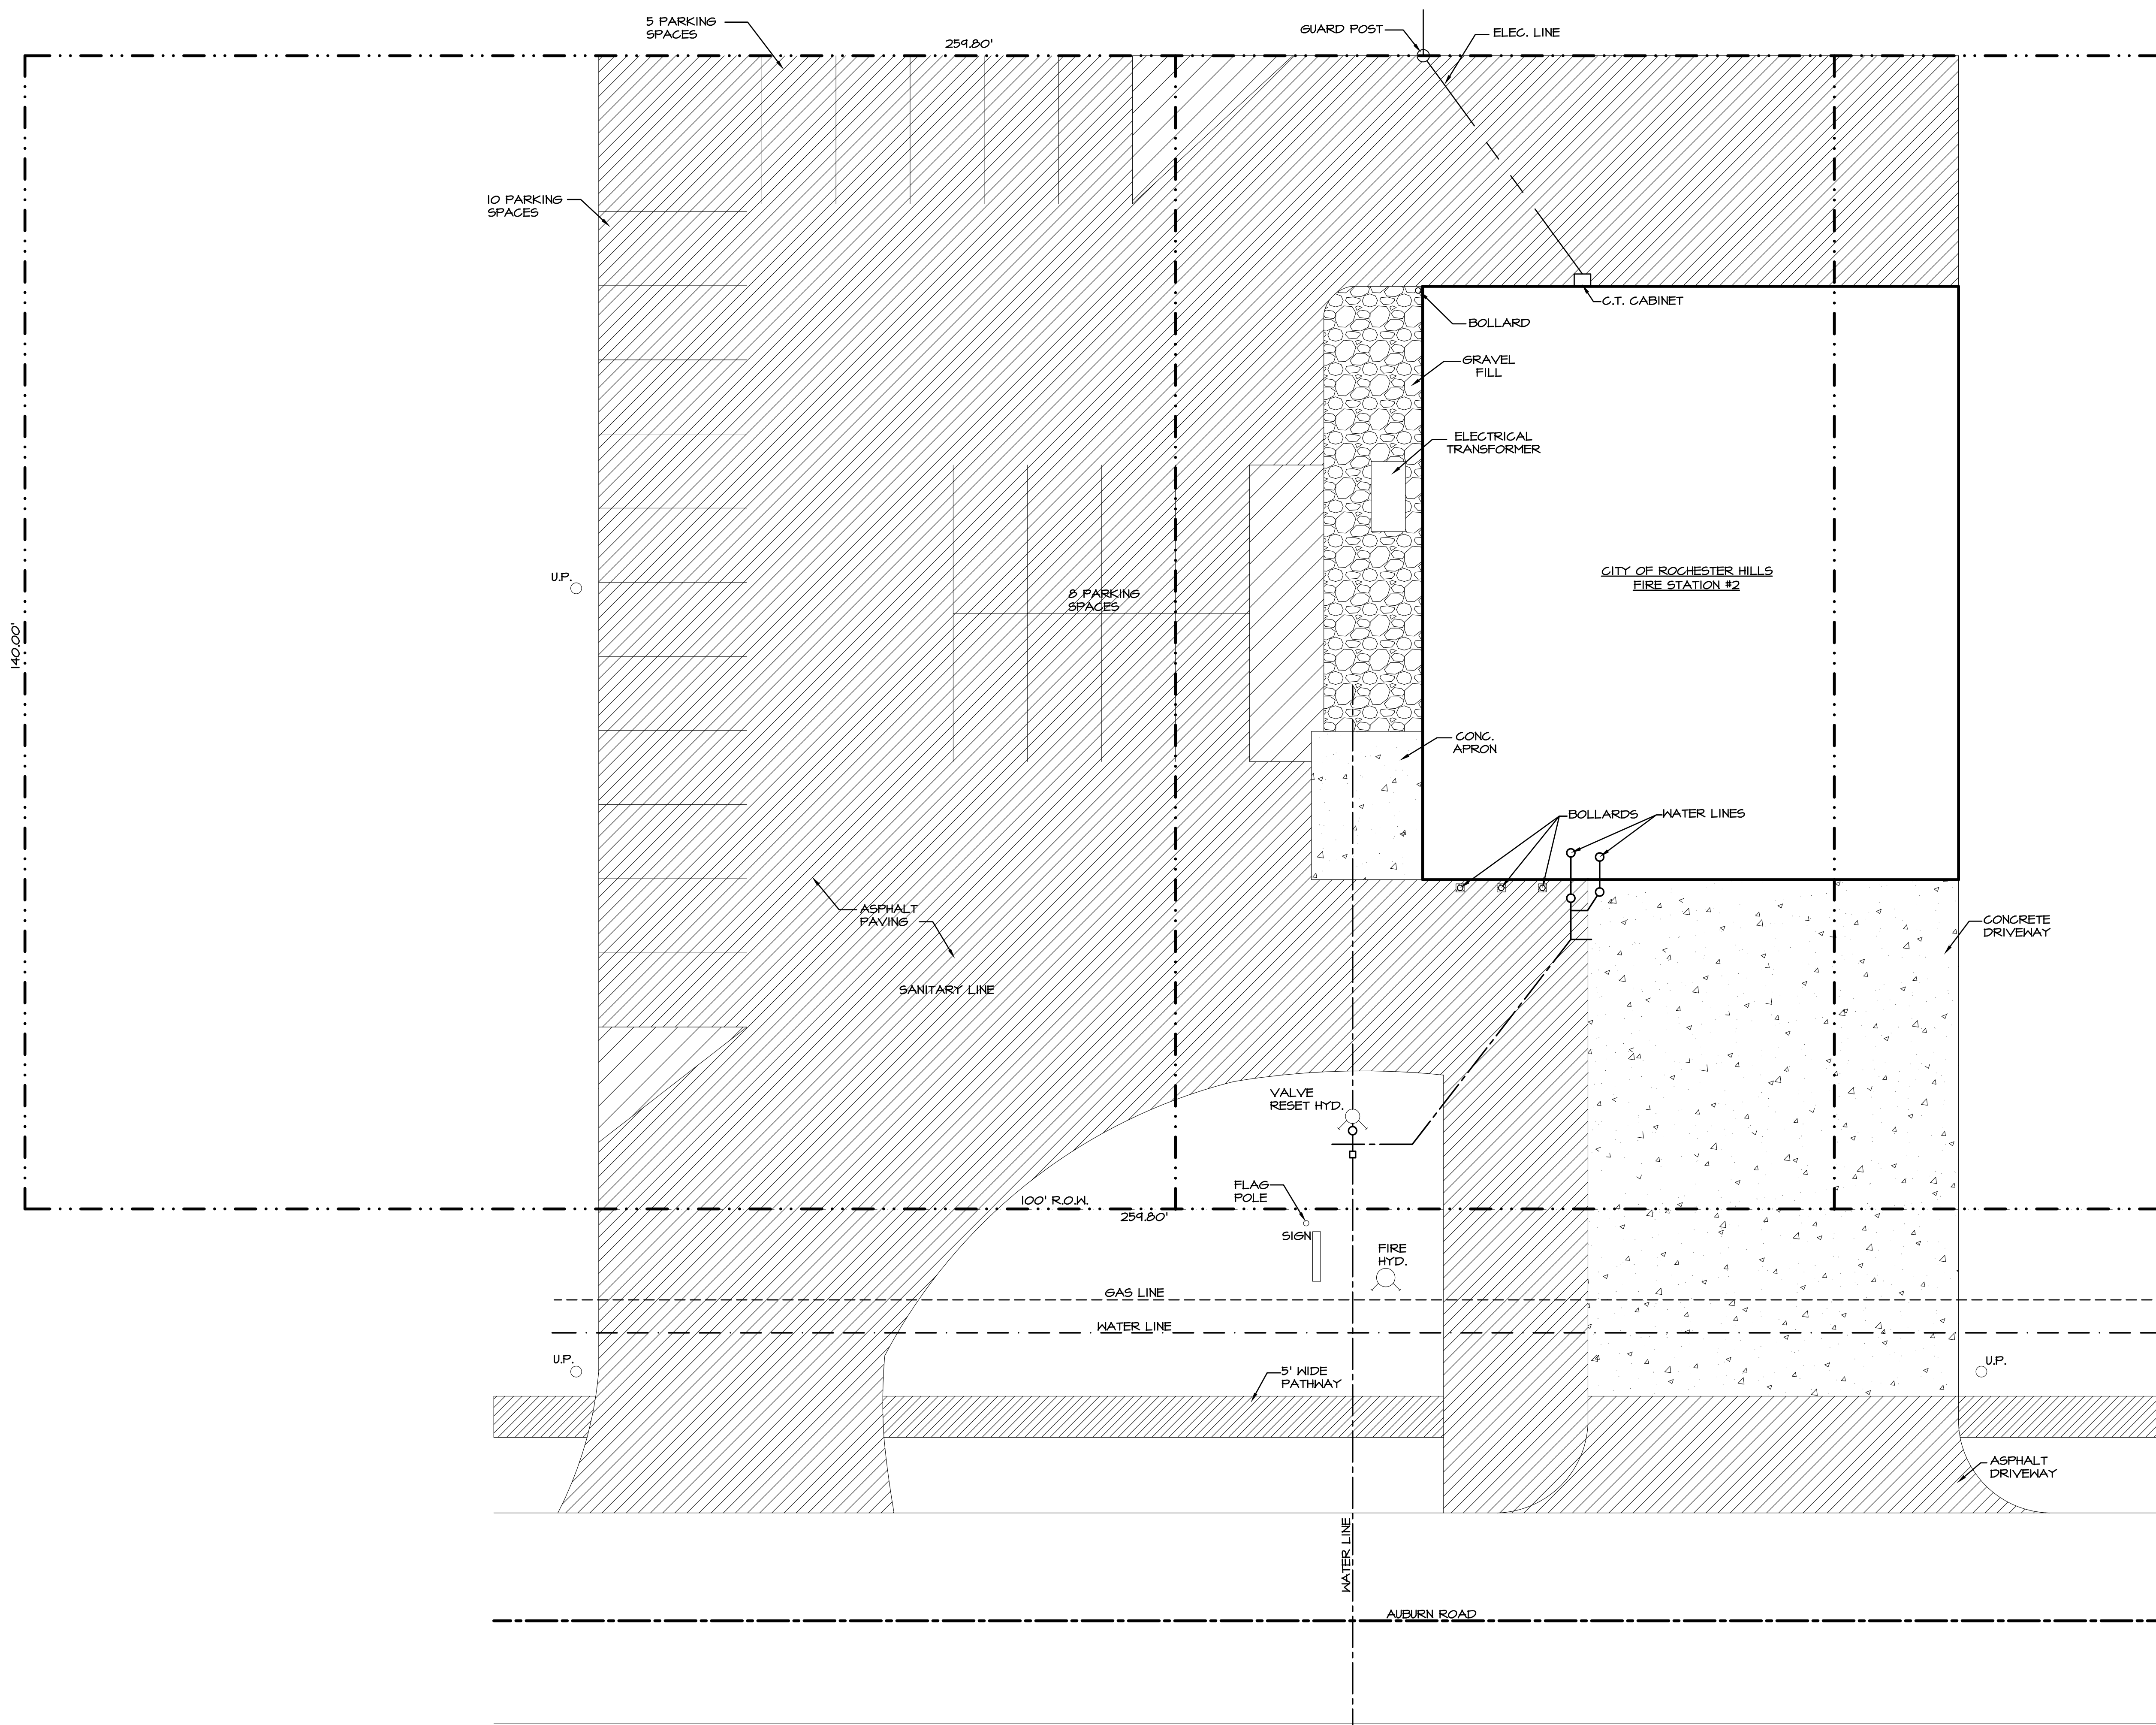 5 PARKING
SPACES
259.80'
GUARD POST
ELEC. LINE
10 PARKING
SPACES
C.T. CABINET
BOLLARD
GRAVEL
FILL
ELECTRICAL
TRANSFORMER
U.P.
8 PARKING
SPACES
CITY OF ROCHESTER HILLS
FIRE STATION #2
140.00'
CONC.
APRON
BOLLARDS
WATER LINES
ASPHALT
PAVING
CONCRETE
DRIVEWAY
SANITARY LINE
VALVE
RESET HYD.
FLAG
POLE
100' R.O.W.
259.80'
SIGN
FIRE
HYD.
GAS LINE
WATER LINE
U.P.
5' WIDE
PATHWAY
U.P.
ASPHALT
DRIVEWAY
WATER LINE
AUBURN ROAD